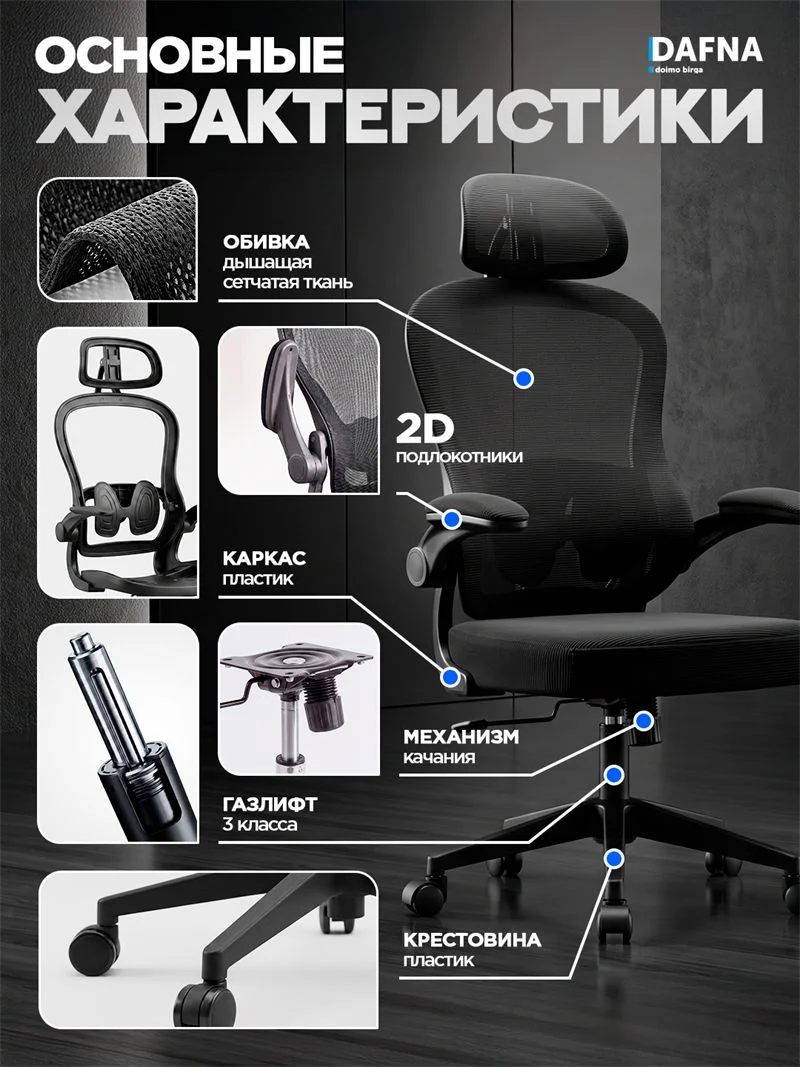 ОСНОВНЫЕ
DAFNA
doimo birga
ХАРАКТЕРИСТИКИ
ОБИВКА
дышащая
сетчатая ткань
2D
подлокотники
КАРКАС
пластик
МЕХАНИЗМ
качания
ГАЗЛИФТ
3 класса
КРЕСТОВИНА
пластик